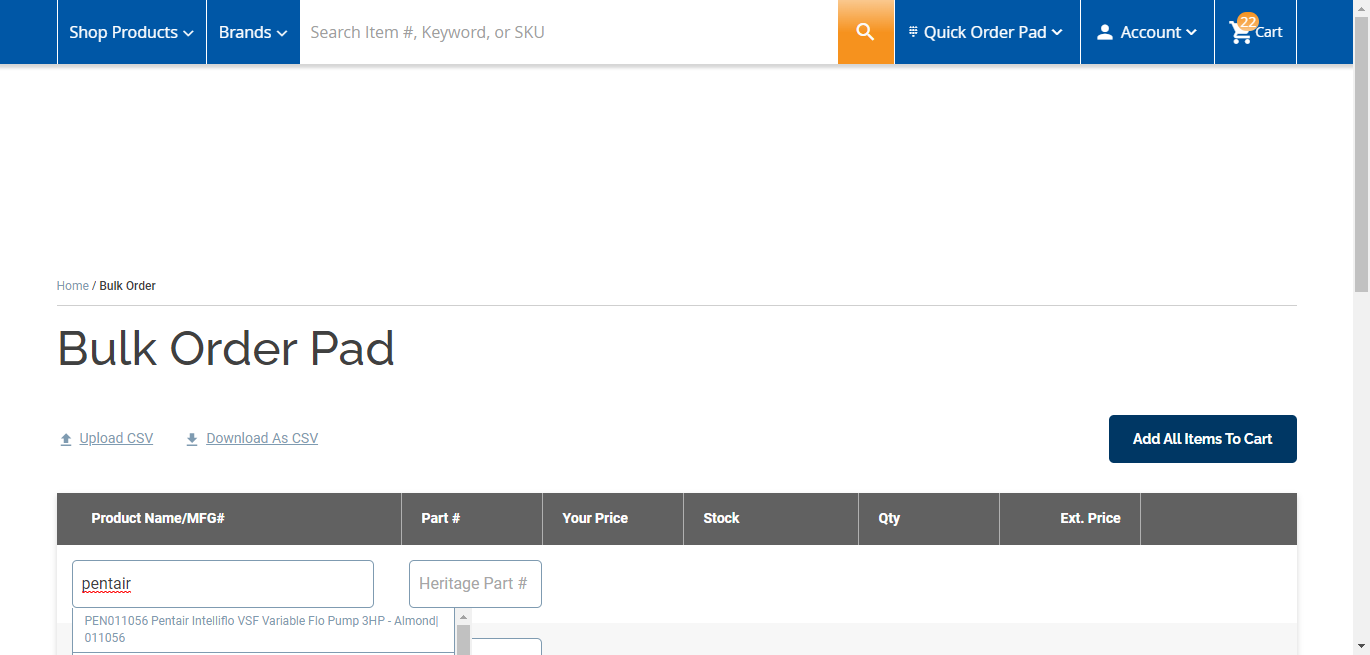 Shop Products
Brands
Search Item #, Keyword, or SKU
Quick Order Pad
Account
22
Cart
Home / Bulk Order
Bulk Order Pad
Upload CSV
Download As CSV
Add All Items To Cart
Product Name/MFG#
Part #
Your Price
Stock
Qty
Ext. Price
pentair
Heritage Part #
PEN011056 Pentair Intelliflo VSF Variable Flo Pump 3HP - Almond|
011056